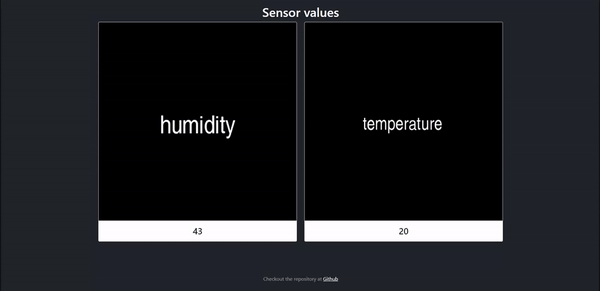 Sensor values
humidity
temperature
43
20
Checkout the repository at Github